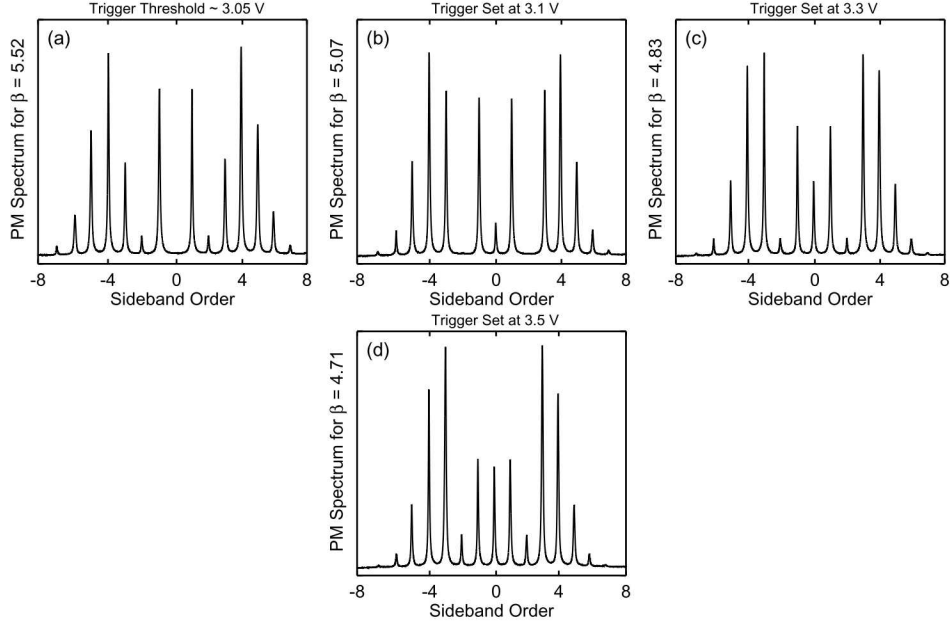 Trigger Threshold ~ 3.05 V
(a)
PM Spectrum for β = 5.52
-8 -4 0 4 8
Sideband Order
Trigger Set at 3.1 V
(b)
PM Spectrum for β = 5.07
-8 -4 0 4 8
Sideband Order
Trigger Set at 3.3 V
(c)
PM Spectrum for β = 4.83
-8 -4 0 4 8
Sideband Order
Trigger Set at 3.5 V
(d)
PM Spectrum for β = 4.71
-8 -4 0 4 8
Sideband Order